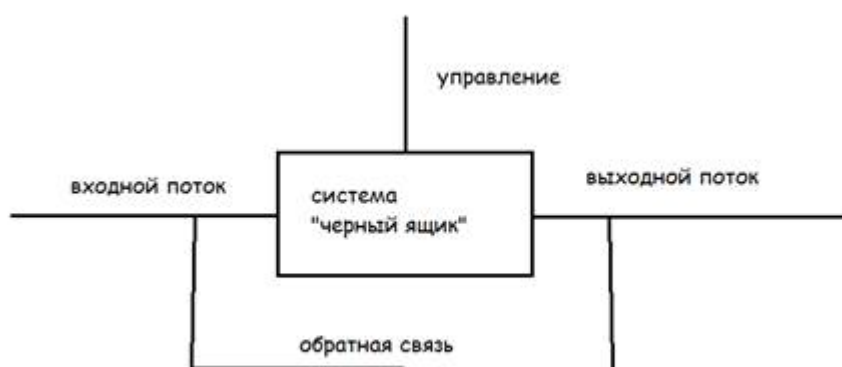 управление
входной поток
выходной поток
система
"черный ящик"
обратная связь